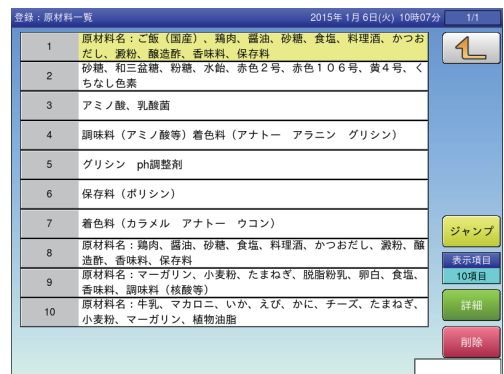 登録：原材料一覧 2015年 1月 6日(火) 10時07分 1/1
1 原材料名：ご飯（国産）、鶏肉、醤油、砂糖、食塩、料理酒、かつお
だし、澱粉、醸造酢、香味料、保存料
2 砂糖、和三盆糖、粉糖、水飴、赤色２号、赤色１０６号、黄４号、く
ちなし色素
3 アミノ酸、乳酸菌
4 調味料（アミノ酸等）着色料（アナトー　アラニン　グリシン）
5 グリシン　ph調整剤
6 保存料（ポリシン）
7 着色料（カラメル　アナトー　ウコン）
ジャンプ
8 原材料名：鶏肉、醤油、砂糖、食塩、料理酒、かつおだし、澱粉、醸
造酢、香味料、保存料
表示項目
10項目
9 原材料名：マーガリン、小麦粉、たまねぎ、脱脂粉乳、卵白、食塩、
香味料、調味料（核酸等）
10 原材料名：牛乳、マカロニ、いか、えび、かに、チーズ、たまねぎ、
小麦粉、マーガリン、植物油脂
詳細
削除